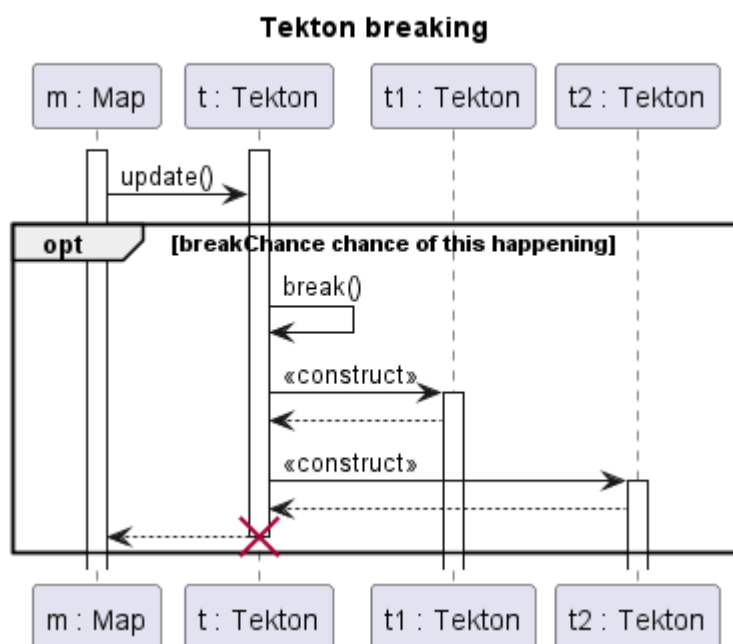 Tekton breaking
m : Map
t : Tekton
t1 : Tekton
t2 : Tekton
update()
opt
[breakChance chance of this happening]
break()
«construct»
«construct»
m : Map
t : Tekton
t1 : Tekton
t2 : Tekton